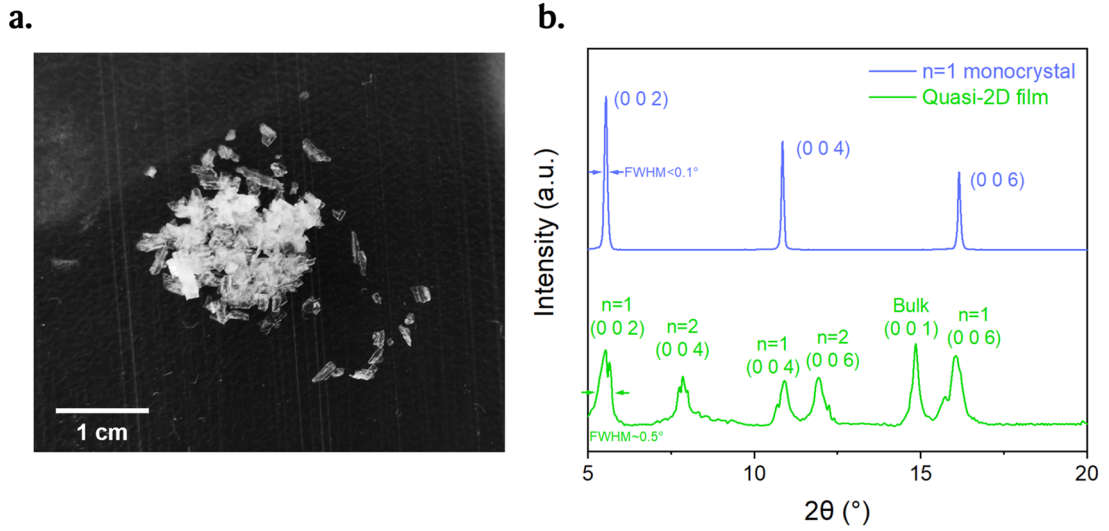 a.
1 cm
b.
n=1 monocrystal
Quasi-2D film
(0 0 2)
(0 0 4)
(0 0 6)
FWHM<0.1°
n=1
(0 0 2)
n=2
(0 0 4)
n=1
(0 0 4)
n=2
(0 0 6)
Bulk
(0 0 1)
n=1
(0 0 6)
FWHM~0.5°
Intensity (a.u.)
5
10
15
20
2θ (°)